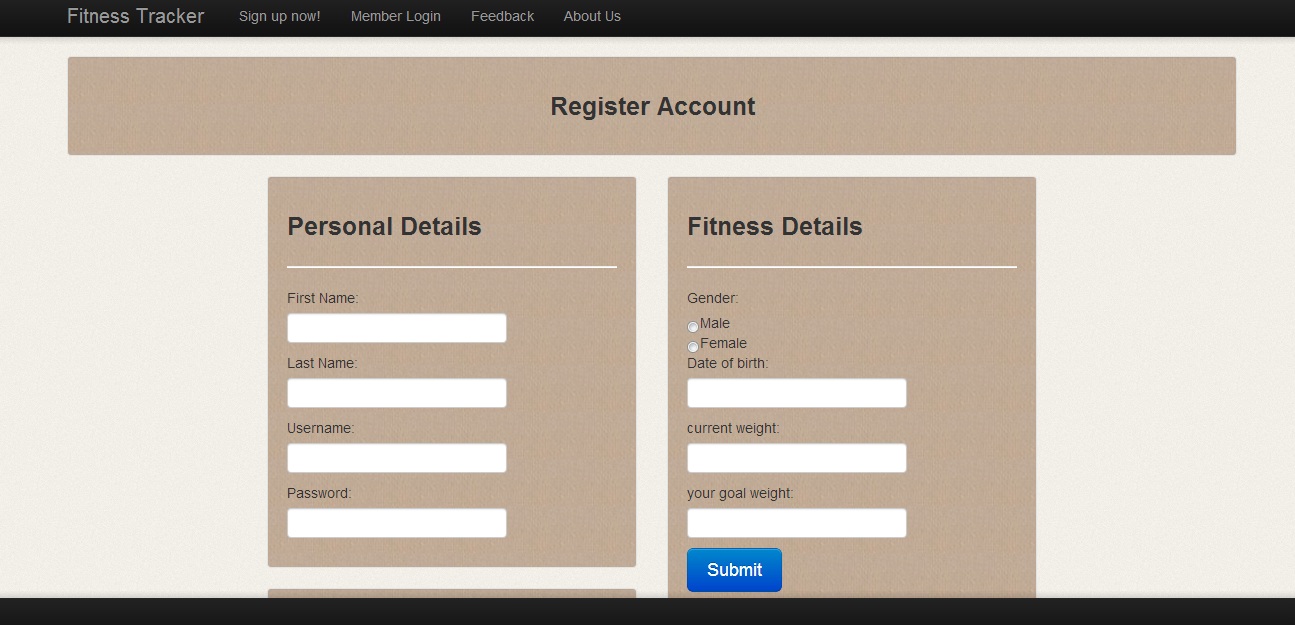 Fitness Tracker Sign up now! Member Login Feedback About Us
Register Account
Personal Details
First Name:
Last Name:
Username:
Password:
Fitness Details
Gender:
Male
Female
Date of birth:
current weight:
your goal weight:
Submit